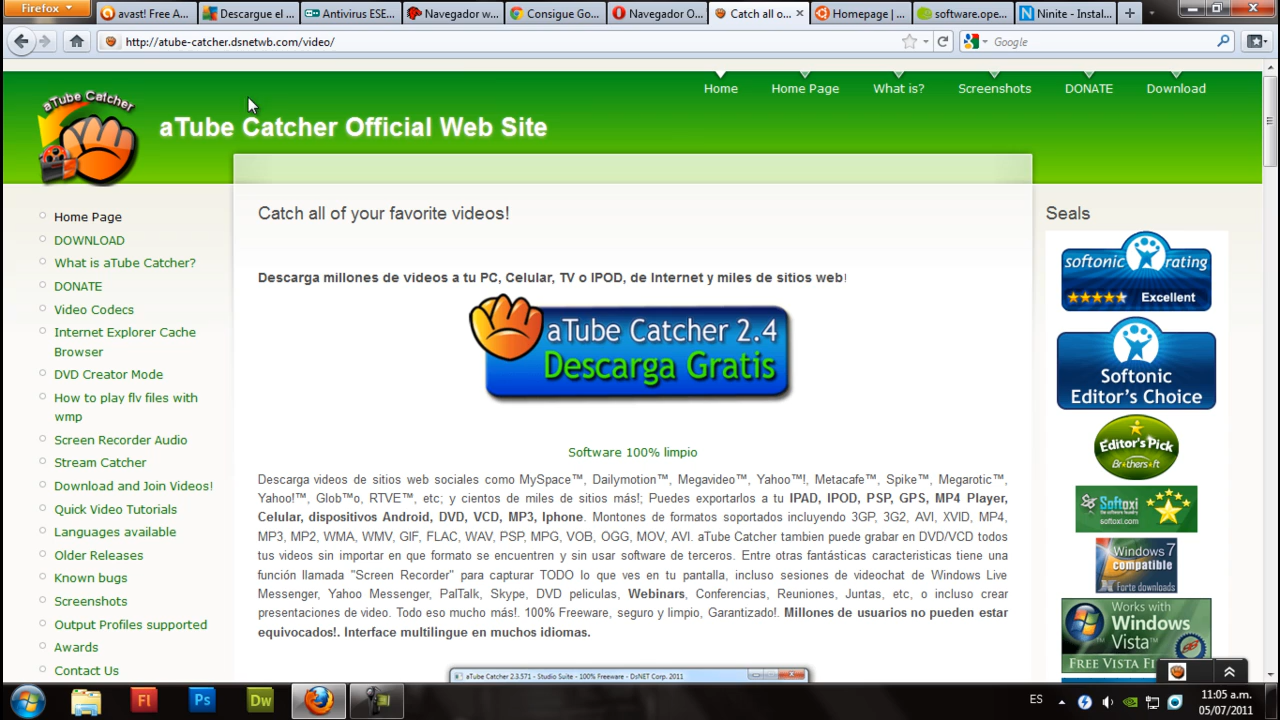 Firefox
avast! Free A...
Descargue el ...
Antivirus ESE...
Navegador w...
Consigue Go...
Navegador O...
Catch all o...
Homepage | ...
software.ope...
Ninite - Instal...
http://atube-catcher.dsnetwb.com/video/
Google
aTube Catcher
aTube Catcher Official Web Site
Home
Home Page
What is?
Screenshots
DONATE
Download
Home Page
DOWNLOAD
What is aTube Catcher?
DONATE
Video Codecs
Internet Explorer Cache
Browser
DVD Creator Mode
How to play flv files with
wmp
Screen Recorder Audio
Stream Catcher
Download and Join Videos!
Quick Video Tutorials
Languages available
Older Releases
Known bugs
Screenshots
Output Profiles supported
Awards
Contact Us
Catch all of your favorite videos!
Descarga millones de videos a tu PC, Celular, TV o IPOD, de Internet y miles de sitios web!
aTube Catcher 2.4
Descarga Gratis
Software 100% limpio
Descarga videos de sitios web sociales como MySpace™, Dailymotion™, Megavideo™, Yahoo™!, Metacafe™, Spike™, Megarotic™,
Yahoo!™, Glob™o, RTVE™, etc; y cientos de miles de sitios más!; Puedes exportarlos a tu IPAD, IPOD, PSP, GPS, MP4 Player,
Celular, dispositivos Android, DVD, VCD, MP3, Iphone. Montones de formatos soportados incluyendo 3GP, 3G2, AVI, XVID, MP4,
MP3, MP2, WMA, WMV, GIF, FLAC, WAV, PSP, MPG, VOB, OGG, MOV, AVI. aTube Catcher tambien puede grabar en DVD/VCD todos
tus videos sin importar en que formato se encuentren y sin usar software de terceros. Entre otras fantásticas caracteristicas tiene una
función llamada "Screen Recorder" para capturar TODO lo que ves en tu pantalla, incluso sesiones de videochat de Windows Live
Messenger, Yahoo Messenger, PalTalk, Skype, DVD peliculas, Webinars, Conferencias, Reuniones, Juntas, etc, o incluso crear
presentaciones de video. Todo eso mucho más!. 100% Freeware, seguro y limpio, Garantizado!. Millones de usuarios no pueden estar
equivocados!. Interface multilingue en muchos idiomas.
aTube Catcher 2.3.571 - Studio Suite - 100% Freeware - DsNET Corp. 2011
Seals
softonic rating
Excellent
Softonic
Editor's Choice
Editor's Pick
Brothersoft
Softoxi
softoxi.com
Windows 7
compatible
Forte downloads
Works with
Windows
Vista™
FREE VISTA FI
Fl
Ps
Dw
ES
11:05 a.m.
05/07/2011